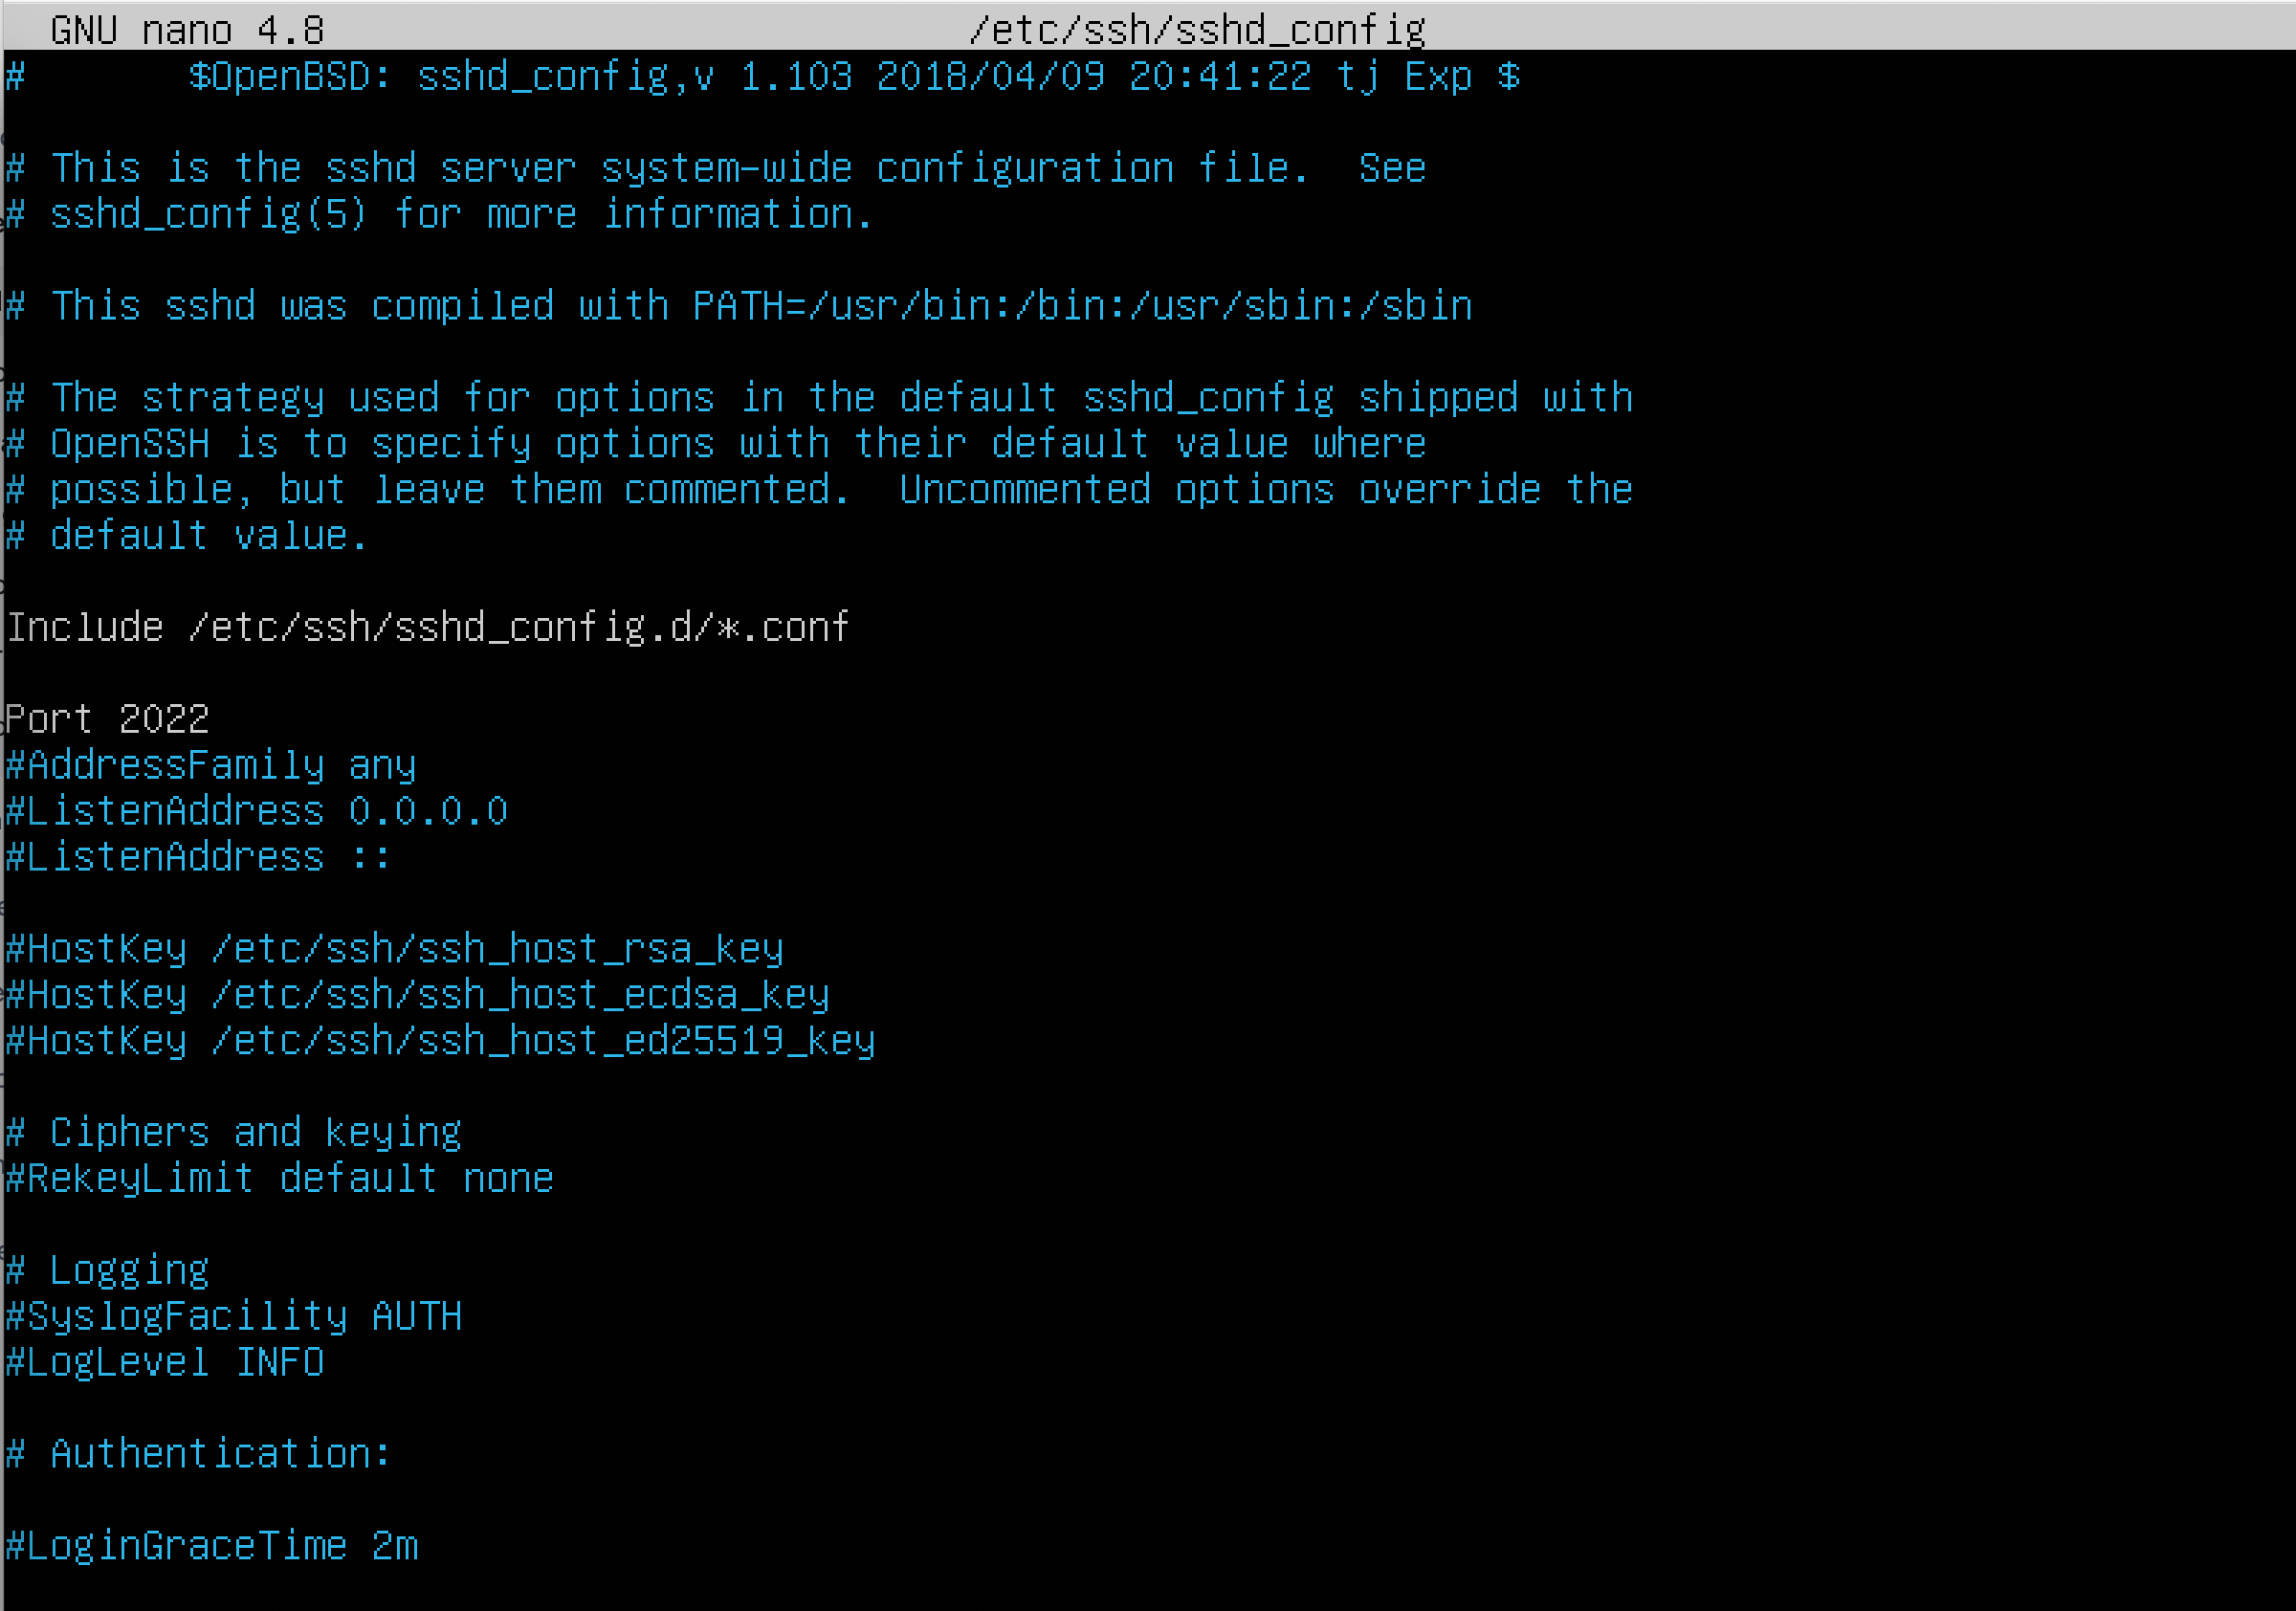 GNU nano 4.8 /etc/ssh/sshd_config
# $OpenBSD: sshd_config,v 1.103 2018/04/09 20:41:22 tj Exp $
# This is the sshd server system-wide configuration file.  See
# sshd_config(5) for more information.
# This sshd was compiled with PATH=/usr/bin:/bin:/usr/sbin:/sbin
# The strategy used for options in the default sshd_config shipped with
# OpenSSH is to specify options with their default value where
# possible, but leave them commented.  Uncommented options override the
# default value.
Include /etc/ssh/sshd_config.d/*.conf
Port 2022
#AddressFamily any
#ListenAddress 0.0.0.0
#ListenAddress ::
#HostKey /etc/ssh/ssh_host_rsa_key
#HostKey /etc/ssh/ssh_host_ecdsa_key
#HostKey /etc/ssh/ssh_host_ed25519_key
# Ciphers and keying
#RekeyLimit default none
# Logging
#SyslogFacility AUTH
#LogLevel INFO
# Authentication:
#LoginGraceTime 2m